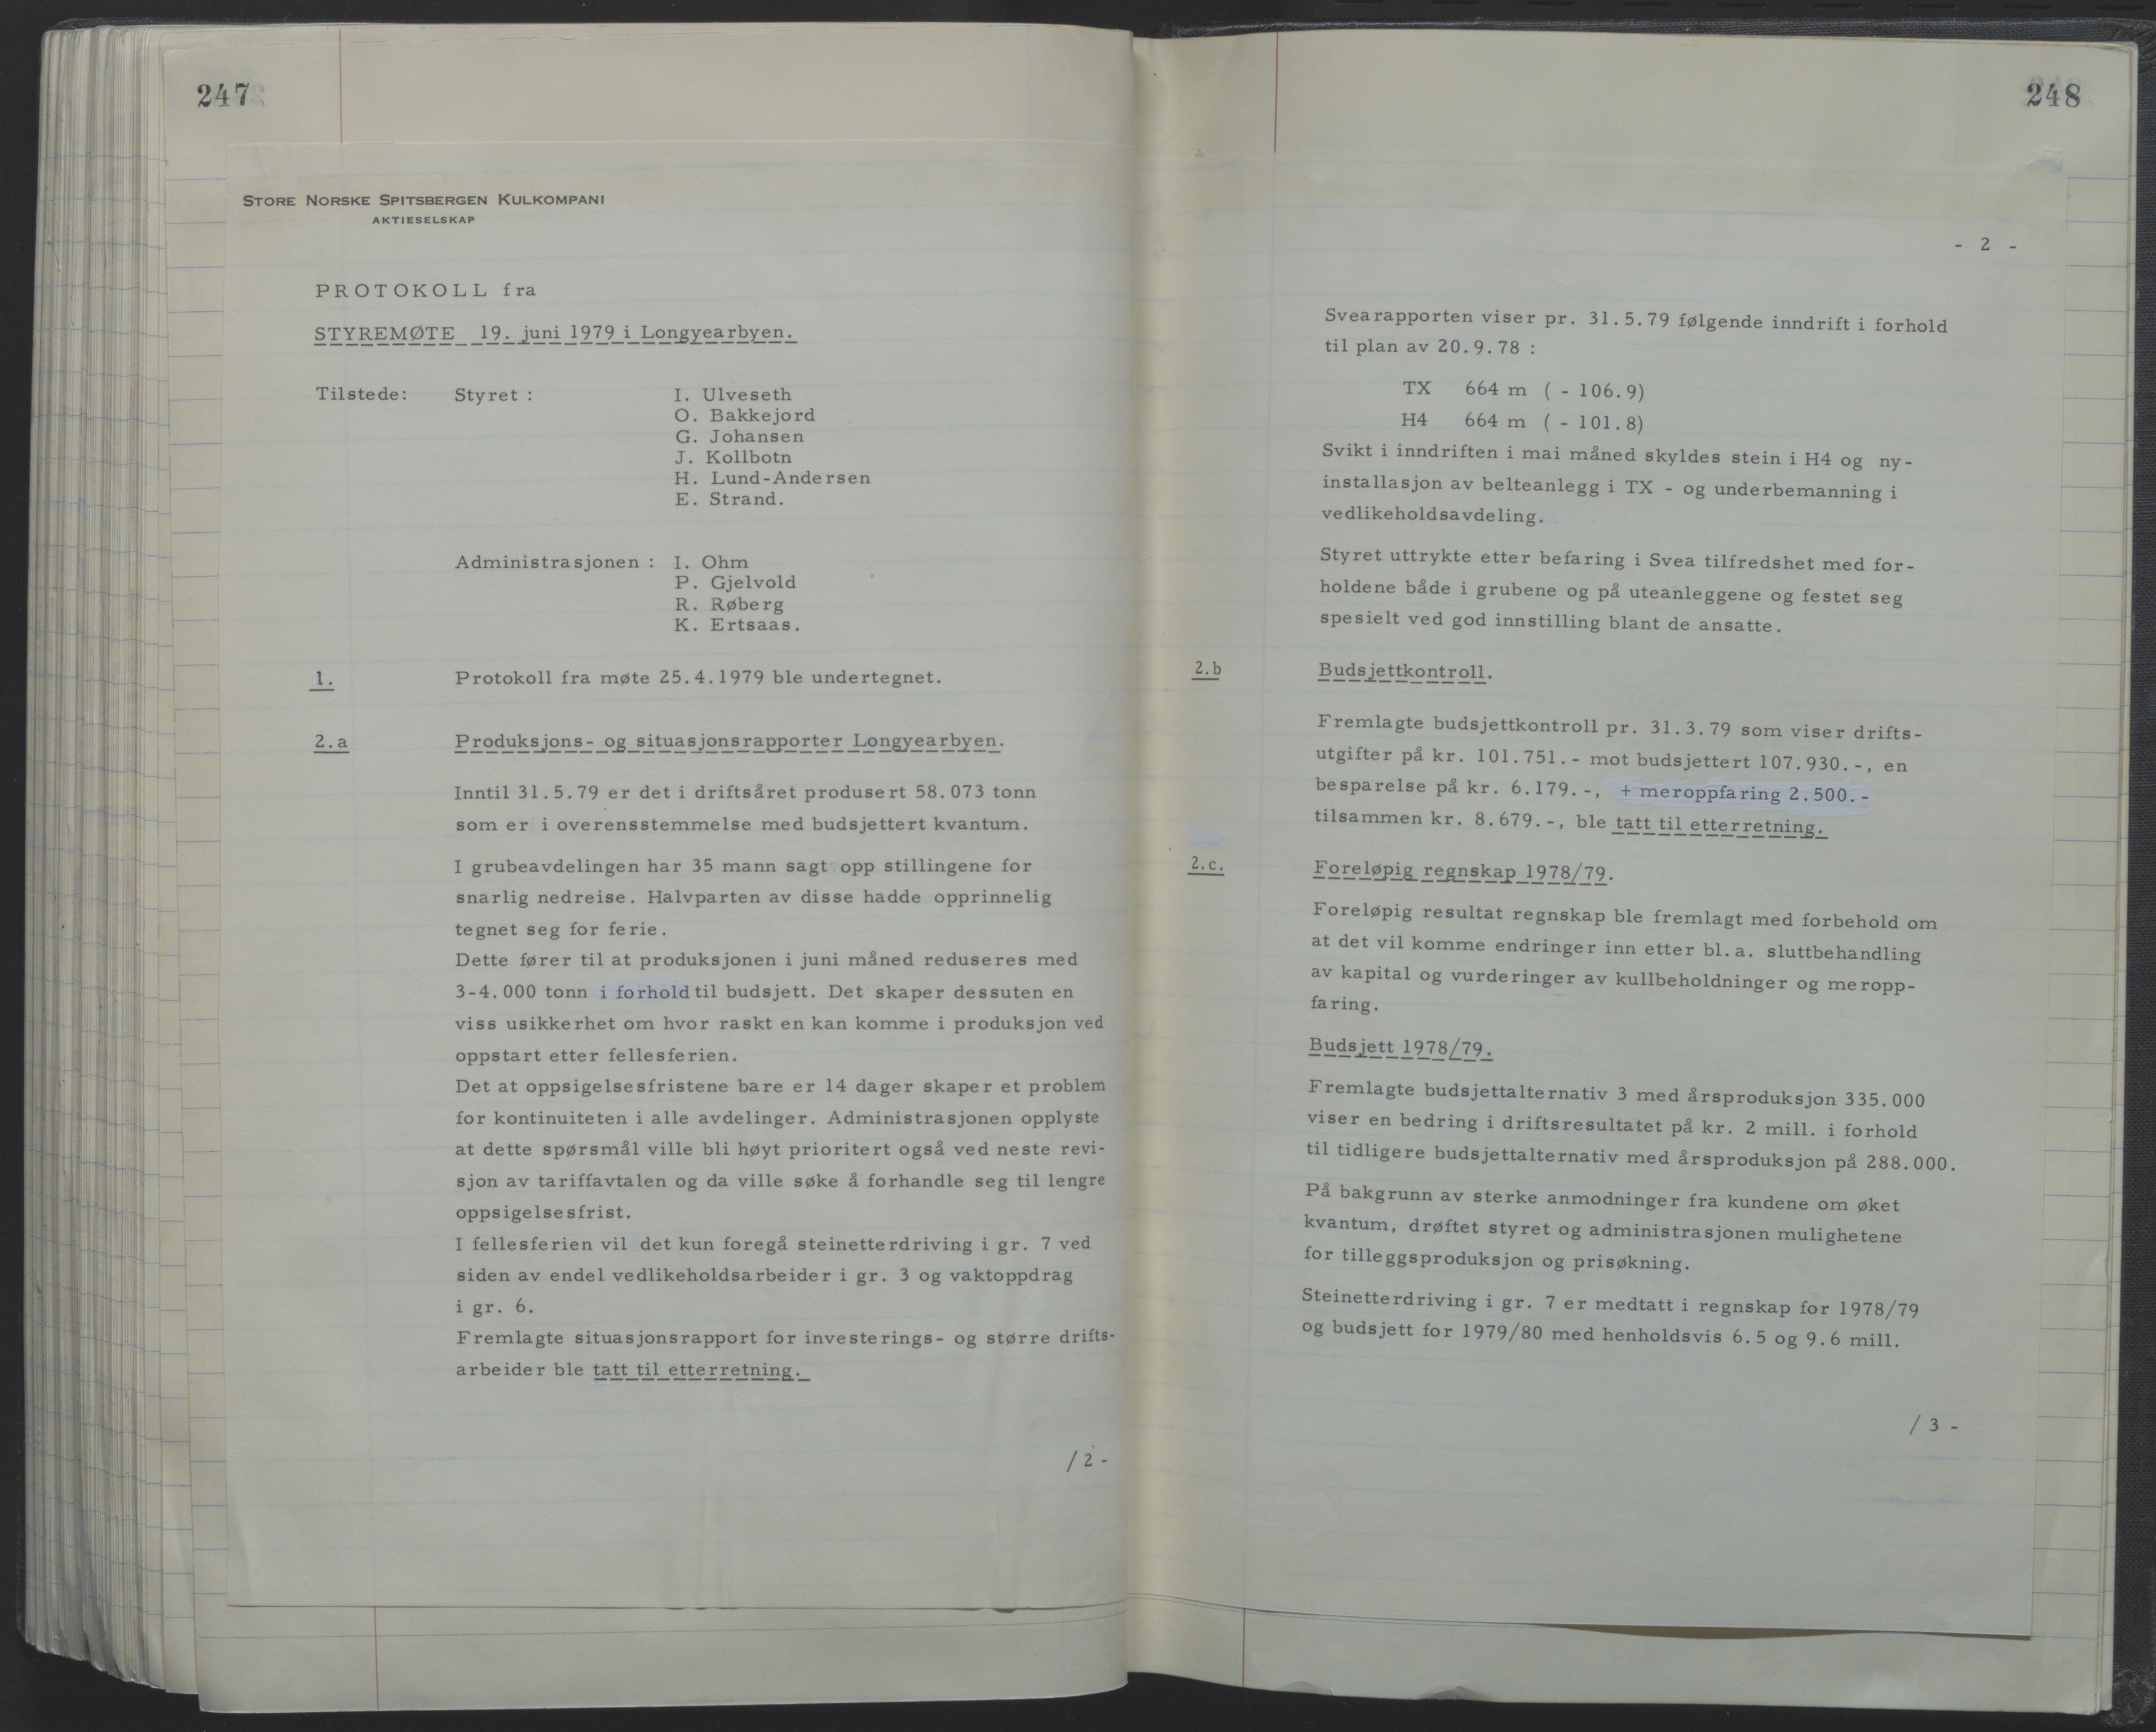 247
STORE NORSKE SPITSBERGEN KULKOMPANI
AKTIESELSKAP
PROTOKOLL fra
STYREMØTE 19. juni 1979 i Longyearbyen.
Tilstede: Styret : I. Ulveseth
O. Bakkejord
G. Johansen
J. Kollbotn
H. Lund-Andersen
E. Strand.
Administrasjonen : I. Ohm
P. Gjelvold
R. Røberg
K. Ertsaas.
1. Protokoll fra møte 25.4.1979 ble undertegnet.
2.a Produksjons- og situasjonsrapporter Longyearbyen.
Inntil 31.5.79 er det i driftsåret produsert 58.073 tonn
som er i overensstemmelse med budsjettert kvantum.
I grubeavdelingen har 35 mann sagt opp stillingene for
snarlig nedreise. Halvparten av disse hadde opprinnelig
tegnet seg for ferie.
Dette fører til at produksjonen i juni måned reduseres med
3-4.000 tonn i forhold til budsjett. Det skaper dessuten en
viss usikkerhet om hvor raskt en kan komme i produksjon ved
oppstart etter fellesferien.
Det at oppsigelsesfristene bare er 14 dager skaper et problem
for kontinuiteten i alle avdelinger. Administrasjonen opplyste
at dette spørsmål ville bli høyt prioritert også ved neste revi-
sjon av tariffavtalen og da ville søke å forhandle seg til lengre
oppsigelsesfrist.
I fellesferien vil det kun foregå steinetterdriving i gr. 7 ved
siden av endel vedlikeholdsarbeider i gr. 3 og vaktoppdrag
i gr. 6.
Fremlagte situasjonsrapport for investerings- og større drifts-
arbeider ble tatt til etterretning.
/2-
248
- 2 -
Svearapporten viser pr. 31.5.79 følgende inndrift i forhold
til plan av 20.9.78 :
TX 664 m ( - 106.9)
H4 664 m ( - 101.8)
Svikt i inndriften i mai måned skyldes stein i H4 og ny-
installasjon av belteanlegg i TX - og underbemanning i
vedlikeholdsavdeling.
Styret uttrykte etter befaring i Svea tilfredshet med for-
holdene både i grubene og på uteanleggene og festet seg
spesielt ved god innstilling blant de ansatte.
2.b Budsjettkontroll.
Fremlagte budsjettkontroll pr. 31.3.79 som viser drifts-
utgifter på kr. 101.751.- mot budsjettert 107.930.-, en
besparelse på kr. 6.179.-, + meroppfaring 2.500.-
tilsammen kr. 8.679.-, ble tatt til etterretning.
2.c. Foreløpig regnskap 1978/79.
Foreløpig resultat regnskap ble fremlagt med forbehold om
at det vil komme endringer inn etter bl.a. sluttbehandling
av kapital og vurderinger av kullbeholdninger og meropp-
faring.
Budsjett 1978/79.
Fremlagte budsjettalternativ 3 med årsproduksjon 335.000
viser en bedring i driftsresultatet på kr. 2 mill. i forhold
til tidligere budsjettalternativ med årsproduksjon på 288.000.
På bakgrunn av sterke anmodninger fra kundene om øket
kvantum, drøftet styret og administrasjonen mulighetene
for tilleggsproduksjon og prisøkning.
Steinetterdriving i gr. 7 er medtatt i regnskap for 1978/79
og budsjett for 1979/80 med henholdsvis 6.5 og 9.6 mill.
/ 3 -